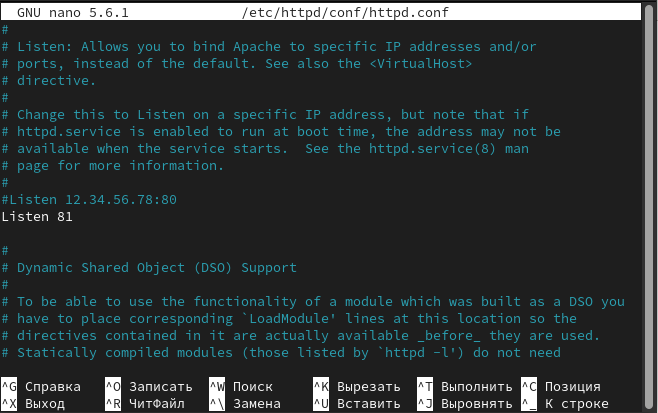 GNU nano 5.6.1 /etc/httpd/conf/httpd.conf
#
# Listen: Allows you to bind Apache to specific IP addresses and/or
# ports, instead of the default. See also the <VirtualHost>
# directive.
#
# Change this to Listen on a specific IP address, but note that if
# httpd.service is enabled to run at boot time, the address may not be
# available when the service starts.  See the httpd.service(8) man
# page for more information.
#
#Listen 12.34.56.78:80
Listen 81

#
# Dynamic Shared Object (DSO) Support
#
# To be able to use the functionality of a module which was built as a DSO you
# have to place corresponding `LoadModule' lines at this location so the
# directives contained in it are actually available _before_ they are used.
# Statically compiled modules (those listed by `httpd -l') do not need
^G Справка ^O Записать ^W Поиск ^K Вырезать ^T Выполнить ^C Позиция
^X Выход ^R ЧитФайл ^\ Замена ^U Вставить ^J Выровнять ^_ К строке